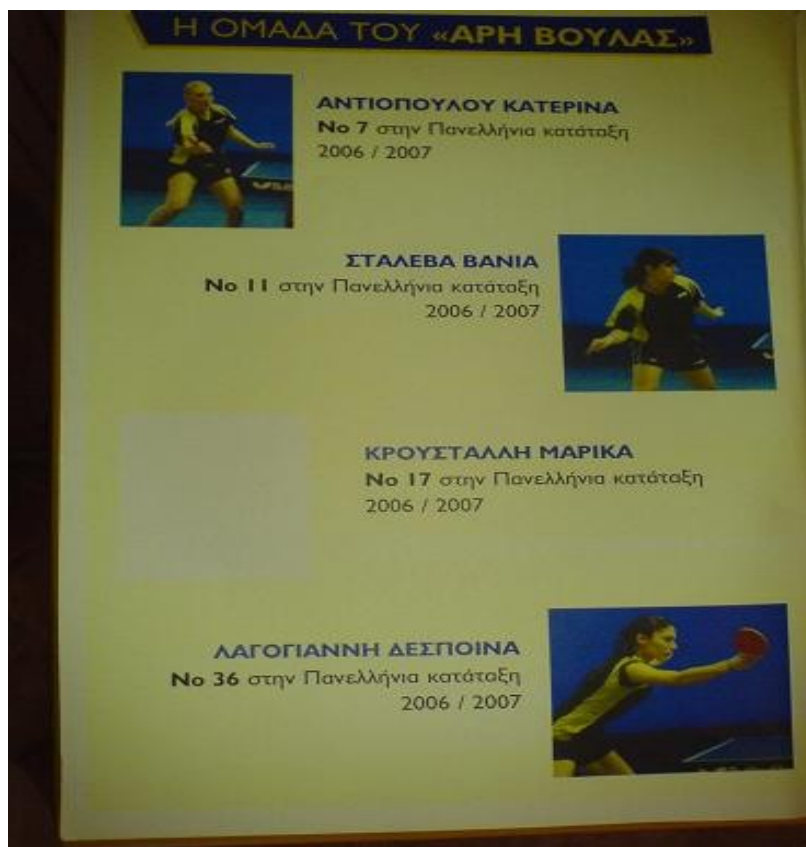 Η ΟΜΑΔΑ ΤΟΥ «ΑΡΗ ΒΟΥΛΑΣ»
ΑΝΤΙΟΠΟΥΛΟΥ ΚΑΤΕΡΙΝΑ
Νο 7 στην Πανελλήνια κατάταξη
2006 / 2007
ΣΤΑΛΕΒΑ ΒΑΝΙΑ
Νο 11 στην Πανελλήνια κατάταξη
2006 / 2007
ΚΡΟΥΣΤΑΛΛΗ ΜΑΡΙΚΑ
Νο 17 στην Πανελλήνια κατάταξη
2006 / 2007
ΛΑΓΟΓΙΑΝΝΗ ΔΕΣΠΟΙΝΑ
Νο 36 στην Πανελλήνια κατάταξη
2006 / 2007